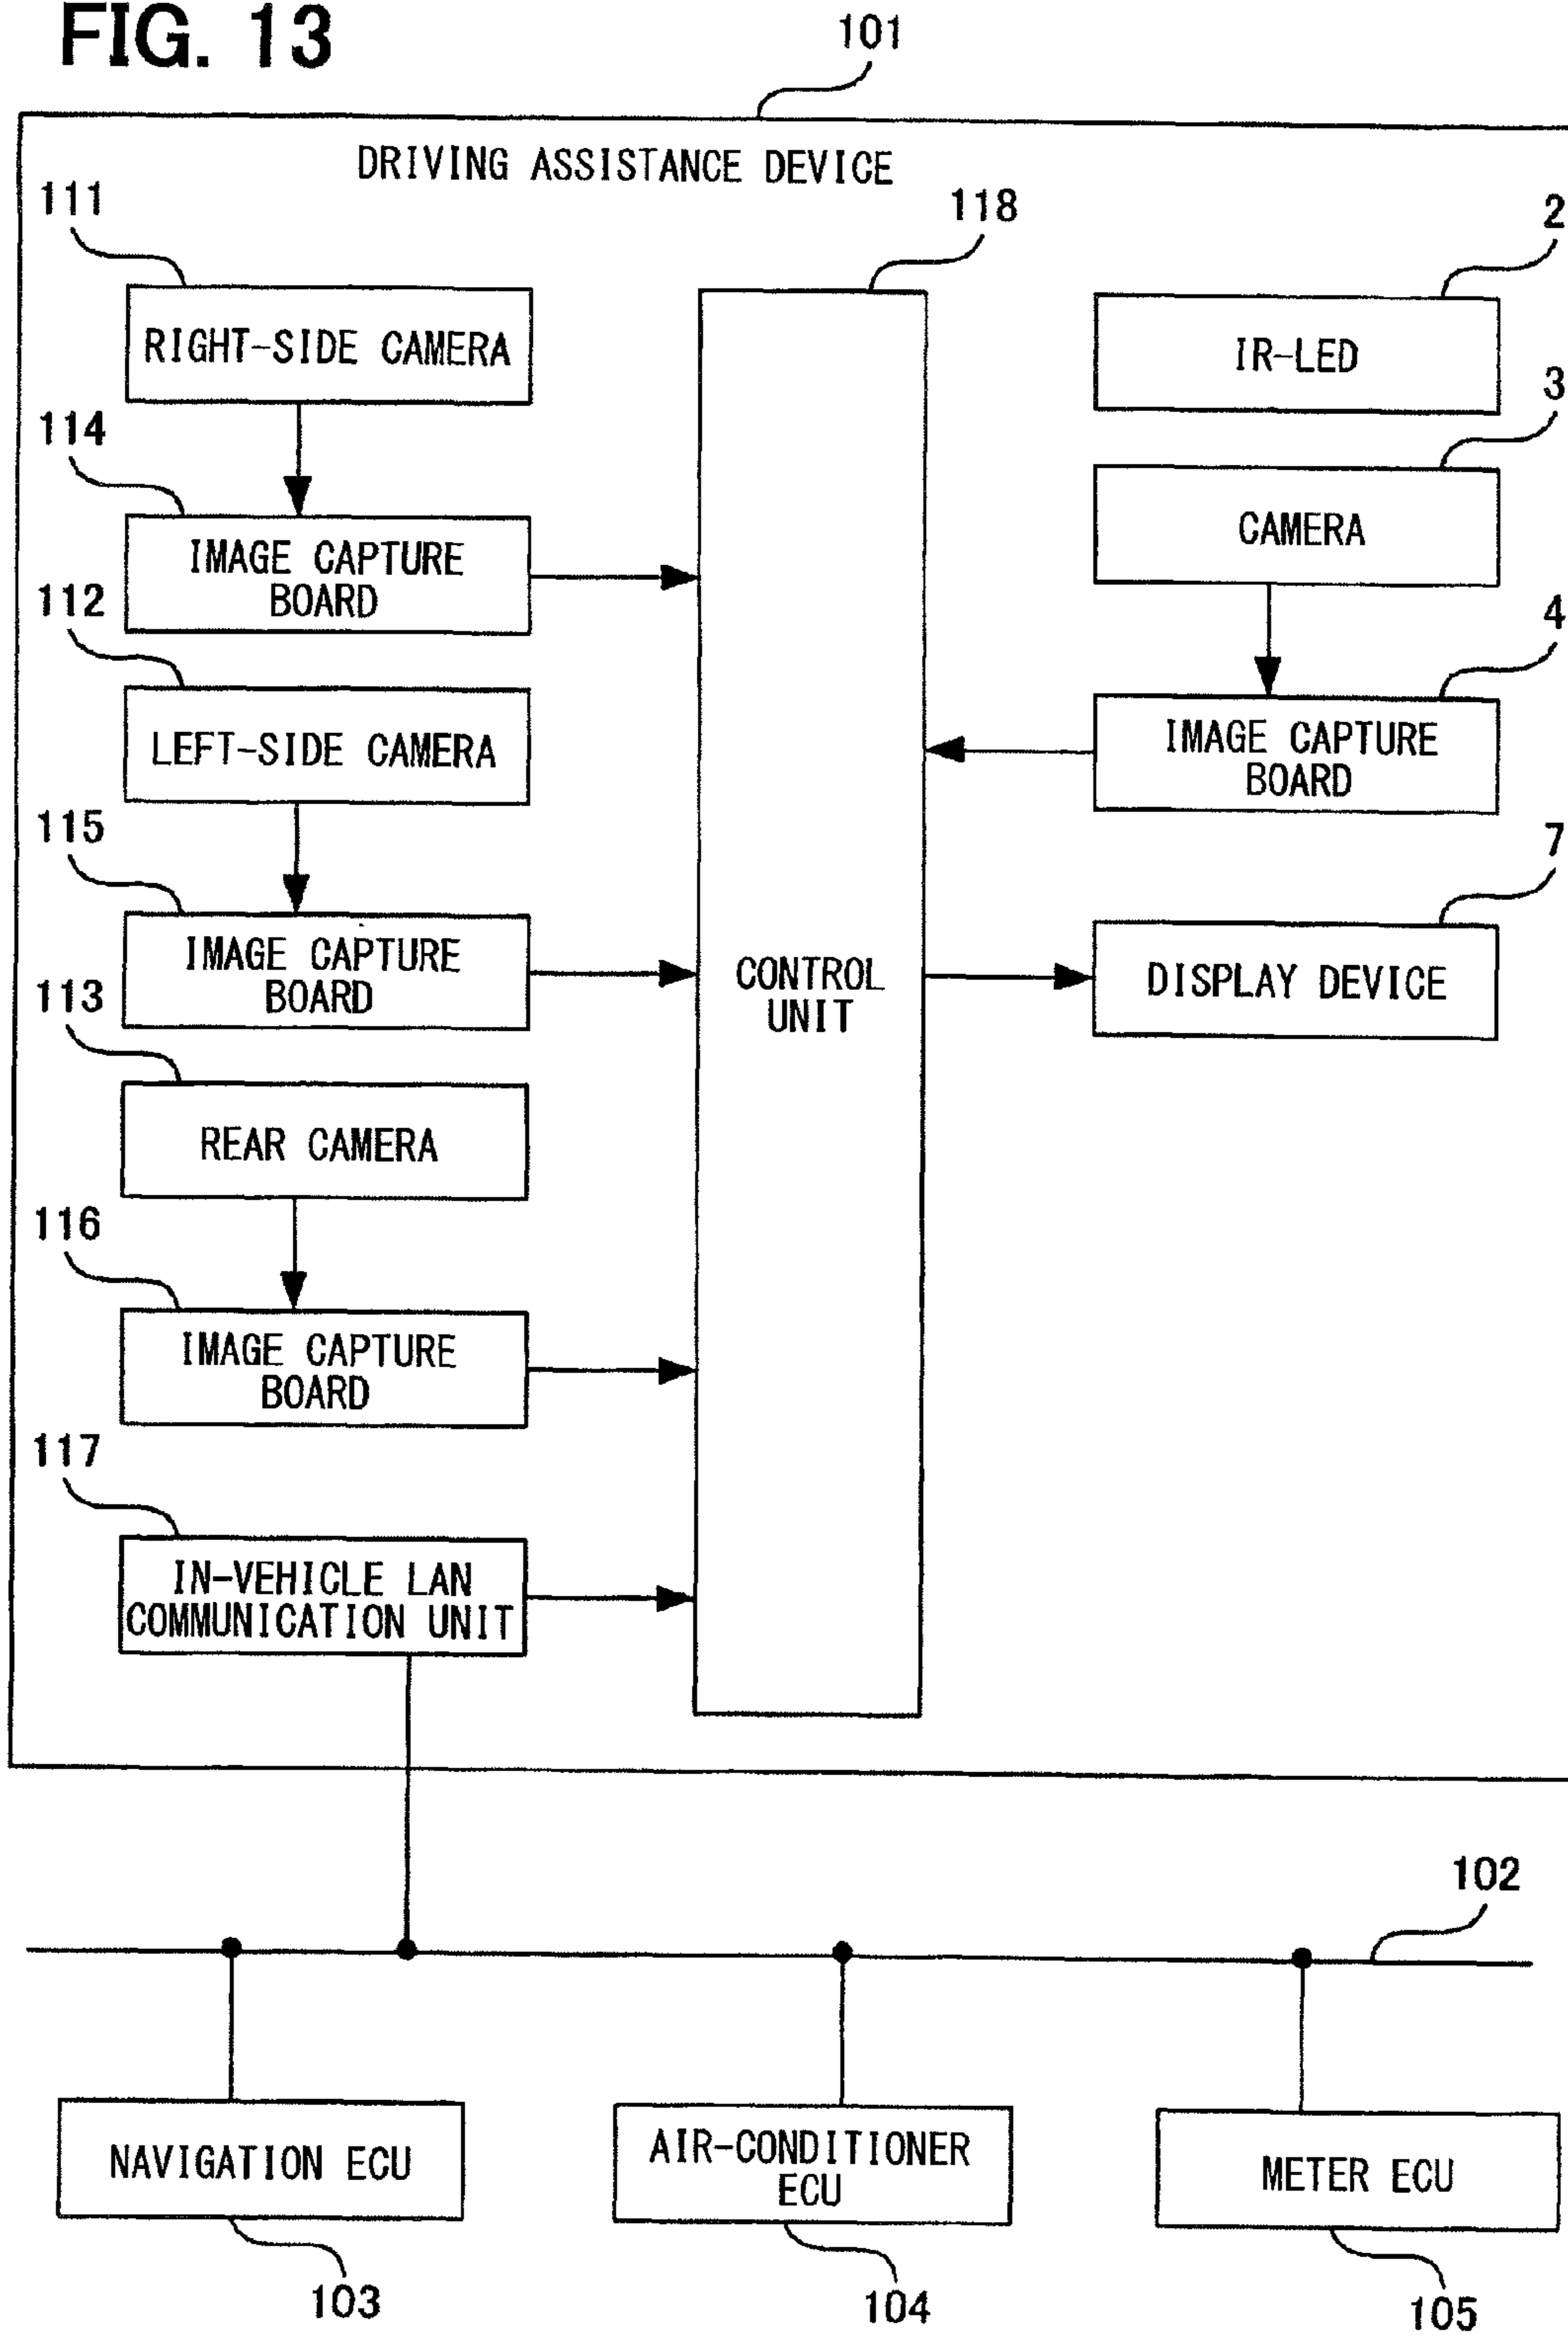 FIG. 13
101
DRIVING ASSISTANCE DEVICE
111
118
2
RIGHT-SIDE CAMERA
IR-LED
3
114
IMAGE CAPTURE
BOARD
CAMERA
112
4
LEFT-SIDE CAMERA
IMAGE CAPTURE
BOARD
115
7
IMAGE CAPTURE
BOARD
CONTROL
UNIT
DISPLAY DEVICE
113
REAR CAMERA
116
IMAGE CAPTURE
BOARD
117
IN-VEHICLE LAN
COMMUNICATION UNIT
102
NAVIGATION ECU
AIR-CONDITIONER
ECU
METER ECU
103
104
105